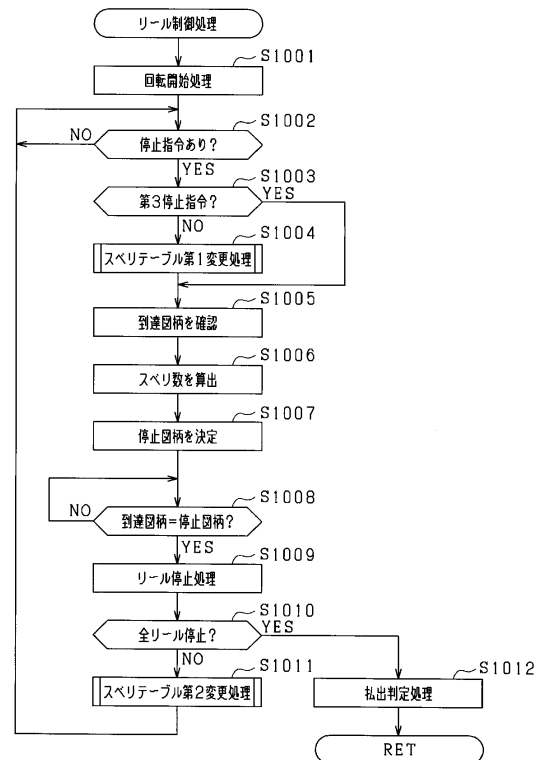 リール制御処理
S1001
回転開始処理
S1002
NO
停止指令あり?
YES
S1003
第3停止指令?
YES
NO
S1004
スベリテーブル第1変更処理
S1005
到達図柄を確認
S1006
スベリ数を算出
S1007
停止図柄を決定
S1008
NO
到達図柄=停止図柄?
YES
S1009
リール停止処理
S1010
全リール停止?
YES
NO
S1011
スベリテーブル第2変更処理
S1012
払出判定処理
RET